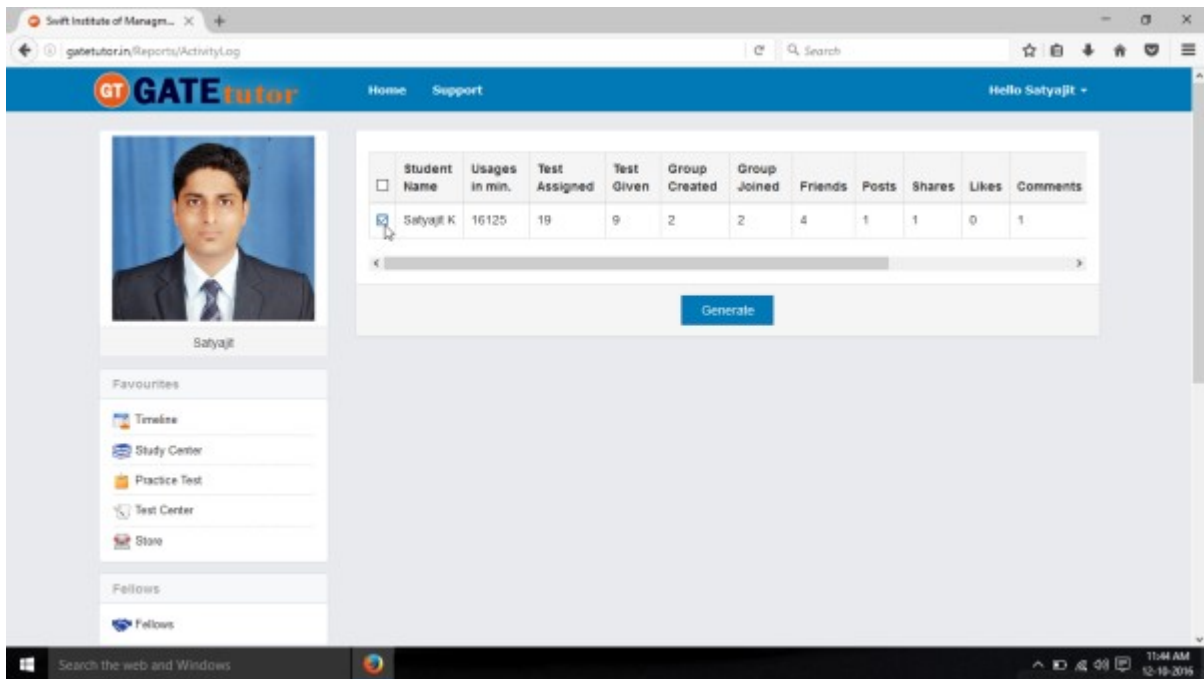 Swift Institute of Managm...
gatetutor.in/Reports/ActivityLog
Search
GT GATEtutor
Home Support
Hello Satyajit
Student Name Usages in min. Test Assigned Test Given Group Created Group Joined Friends Posts Shares Likes Comments
Satyajit K 16125 19 9 2 2 4 1 1 0 1
Generate
Satyajit
Favourites
Timeline
Study Center
Practice Test
Test Center
Store
Fellows
Fellows
Search the web and Windows
11:44 AM
12-10-2016